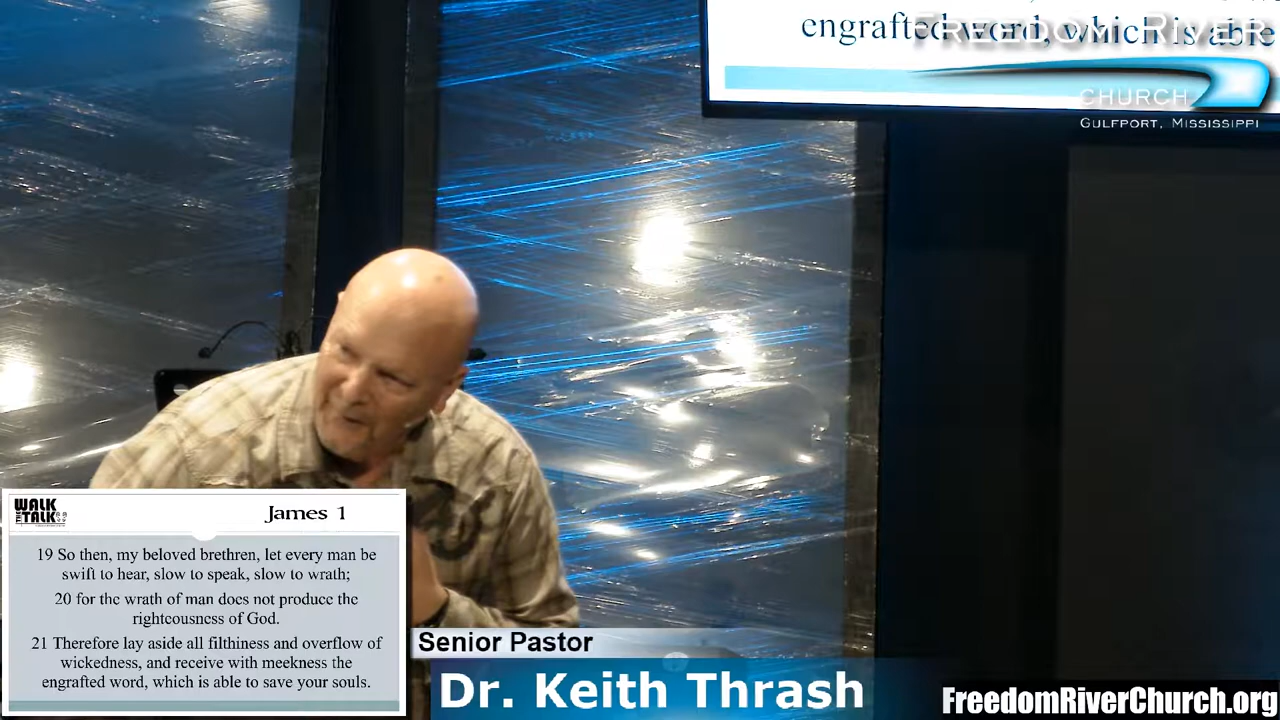 engrafted word, which is able
FREEDOM RIVER
CHURCH
GULFPORT, MISSISSIPPI
WALK
THE
TALK
James 1
19 So then, my beloved brethren, let every man be
swift to hear, slow to speak, slow to wrath;
20 for the wrath of man does not produce the
righteousness of God.
21 Therefore lay aside all filthiness and overflow of
wickedness, and receive with meekness the
engrafted word, which is able to save your souls.
Senior Pastor
Dr. Keith Thrash
FreedomRiverChurch.org